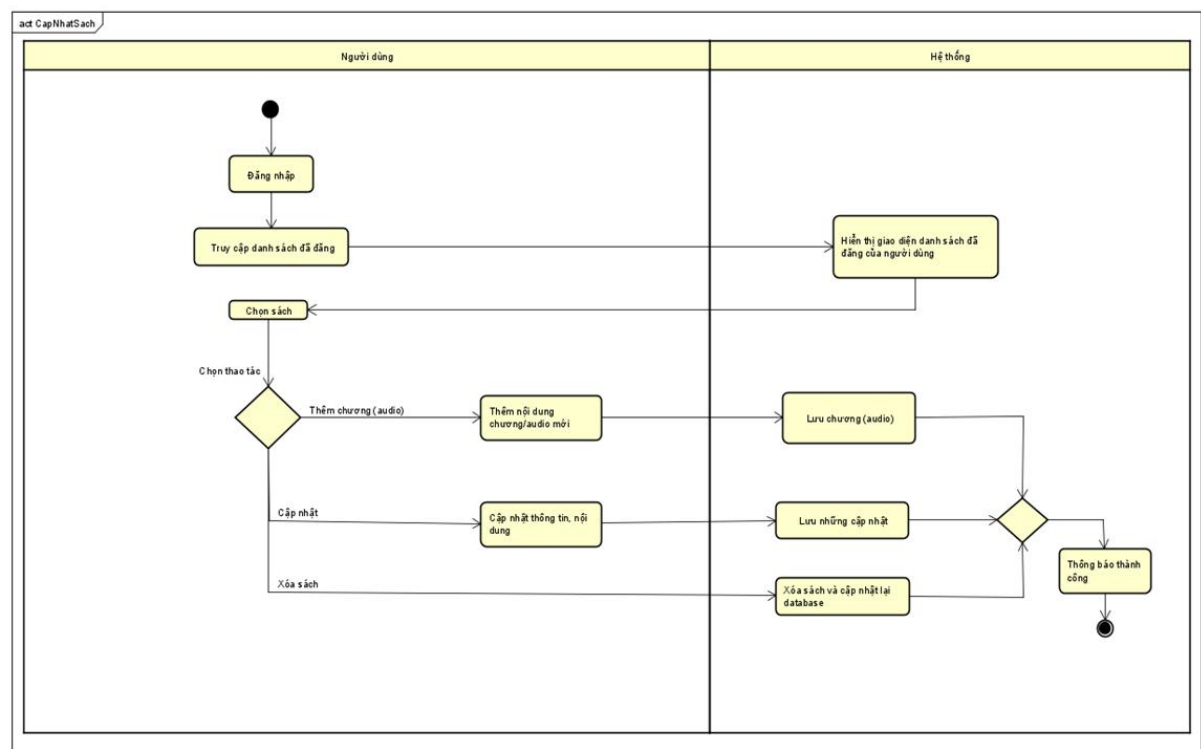 act CapNhatSach
Người dùng
Hệ thống
Đăng nhập
Truy cập danh sách đã đăng
Hiển thị giao diện danh sách đã
đăng của người dùng
Chọn sách
Chọn thao tác
Thêm chương (audio)
Thêm nội dung
chương/audio mới
Lưu chương (audio)
Cập nhật
Cập nhật thông tin, nội
dung
Lưu những cập nhật
Thông báo thành
công
Xóa sách
Xóa sách và cập nhật lại
database